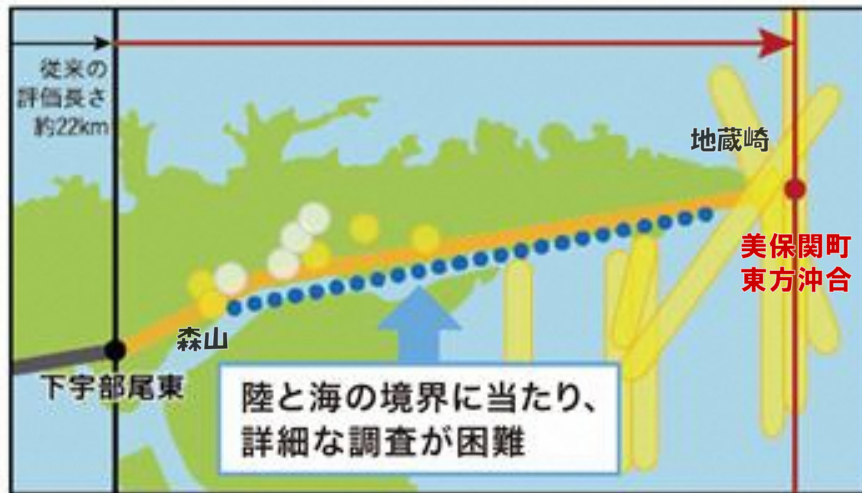 従来の
評価長さ
約22km
地蔵崎
美保関町
東方沖合
森山
下宇部尾東
陸と海の境界に当たり、
詳細な調査が困難